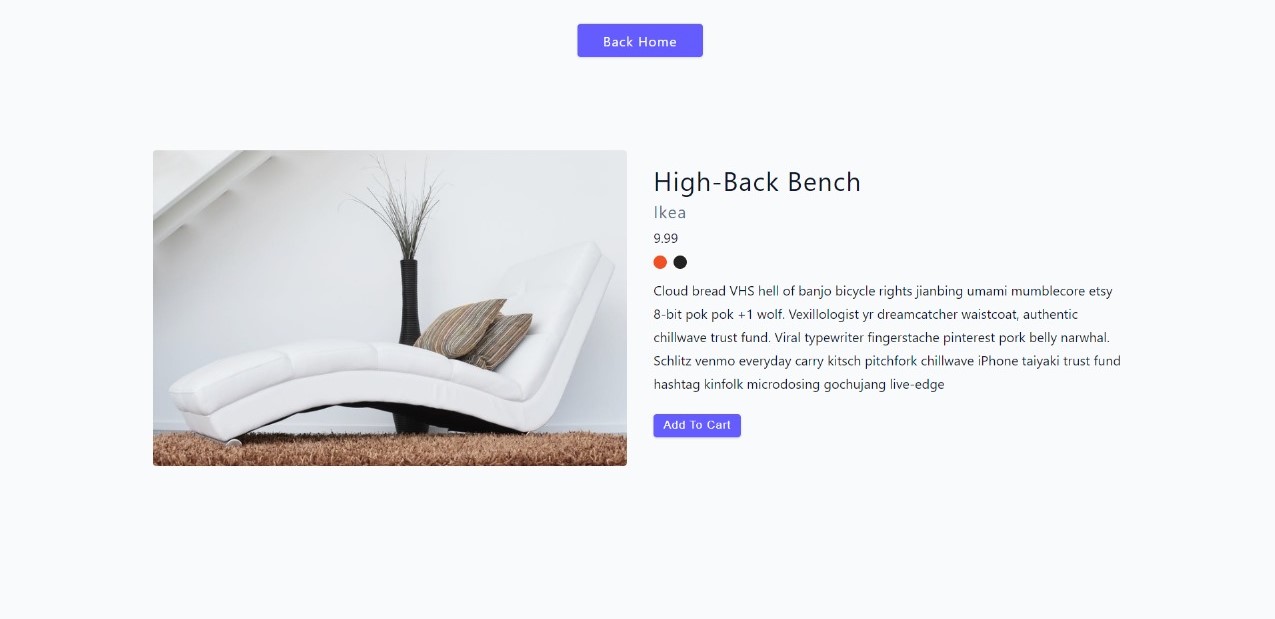 Back Home
High-Back Bench
Ikea
9.99
Cloud bread VHS hell of banjo bicycle rights jianbing umami mumblecore etsy
8-bit pok pok +1 wolf. Vexillologist yr dreamcatcher waistcoat, authentic
chillwave trust fund. Viral typewriter fingerstache pinterest pork belly narwhal.
Schlitz venmo everyday carry kitsch pitchfork chillwave iPhone taiyaki trust fund
hashtag kinfolk microdosing gochujang live-edge
Add To Cart